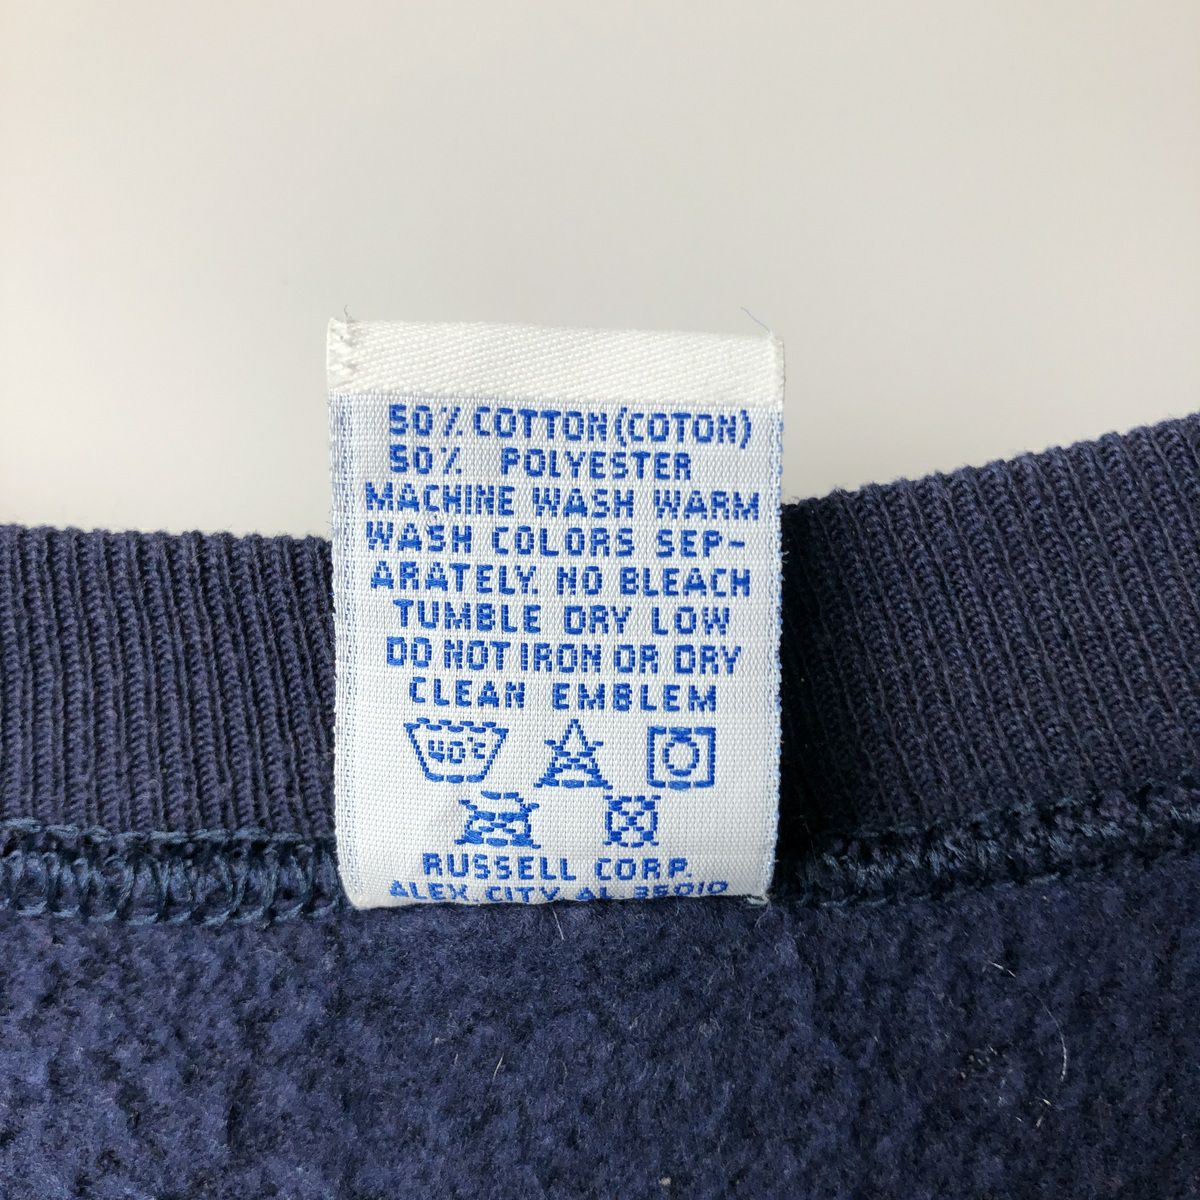 50% COTTON (COTON)
50% POLYESTER
MACHINE WASH WARM
WASH COLORS SEP-
ARATELY. NO BLEACH
TUMBLE DRY LOW
DO NOT IRON OR DRY
CLEAN EMBLEM
40°C
RUSSELL CORP.
ALEX. CITY AL 35010